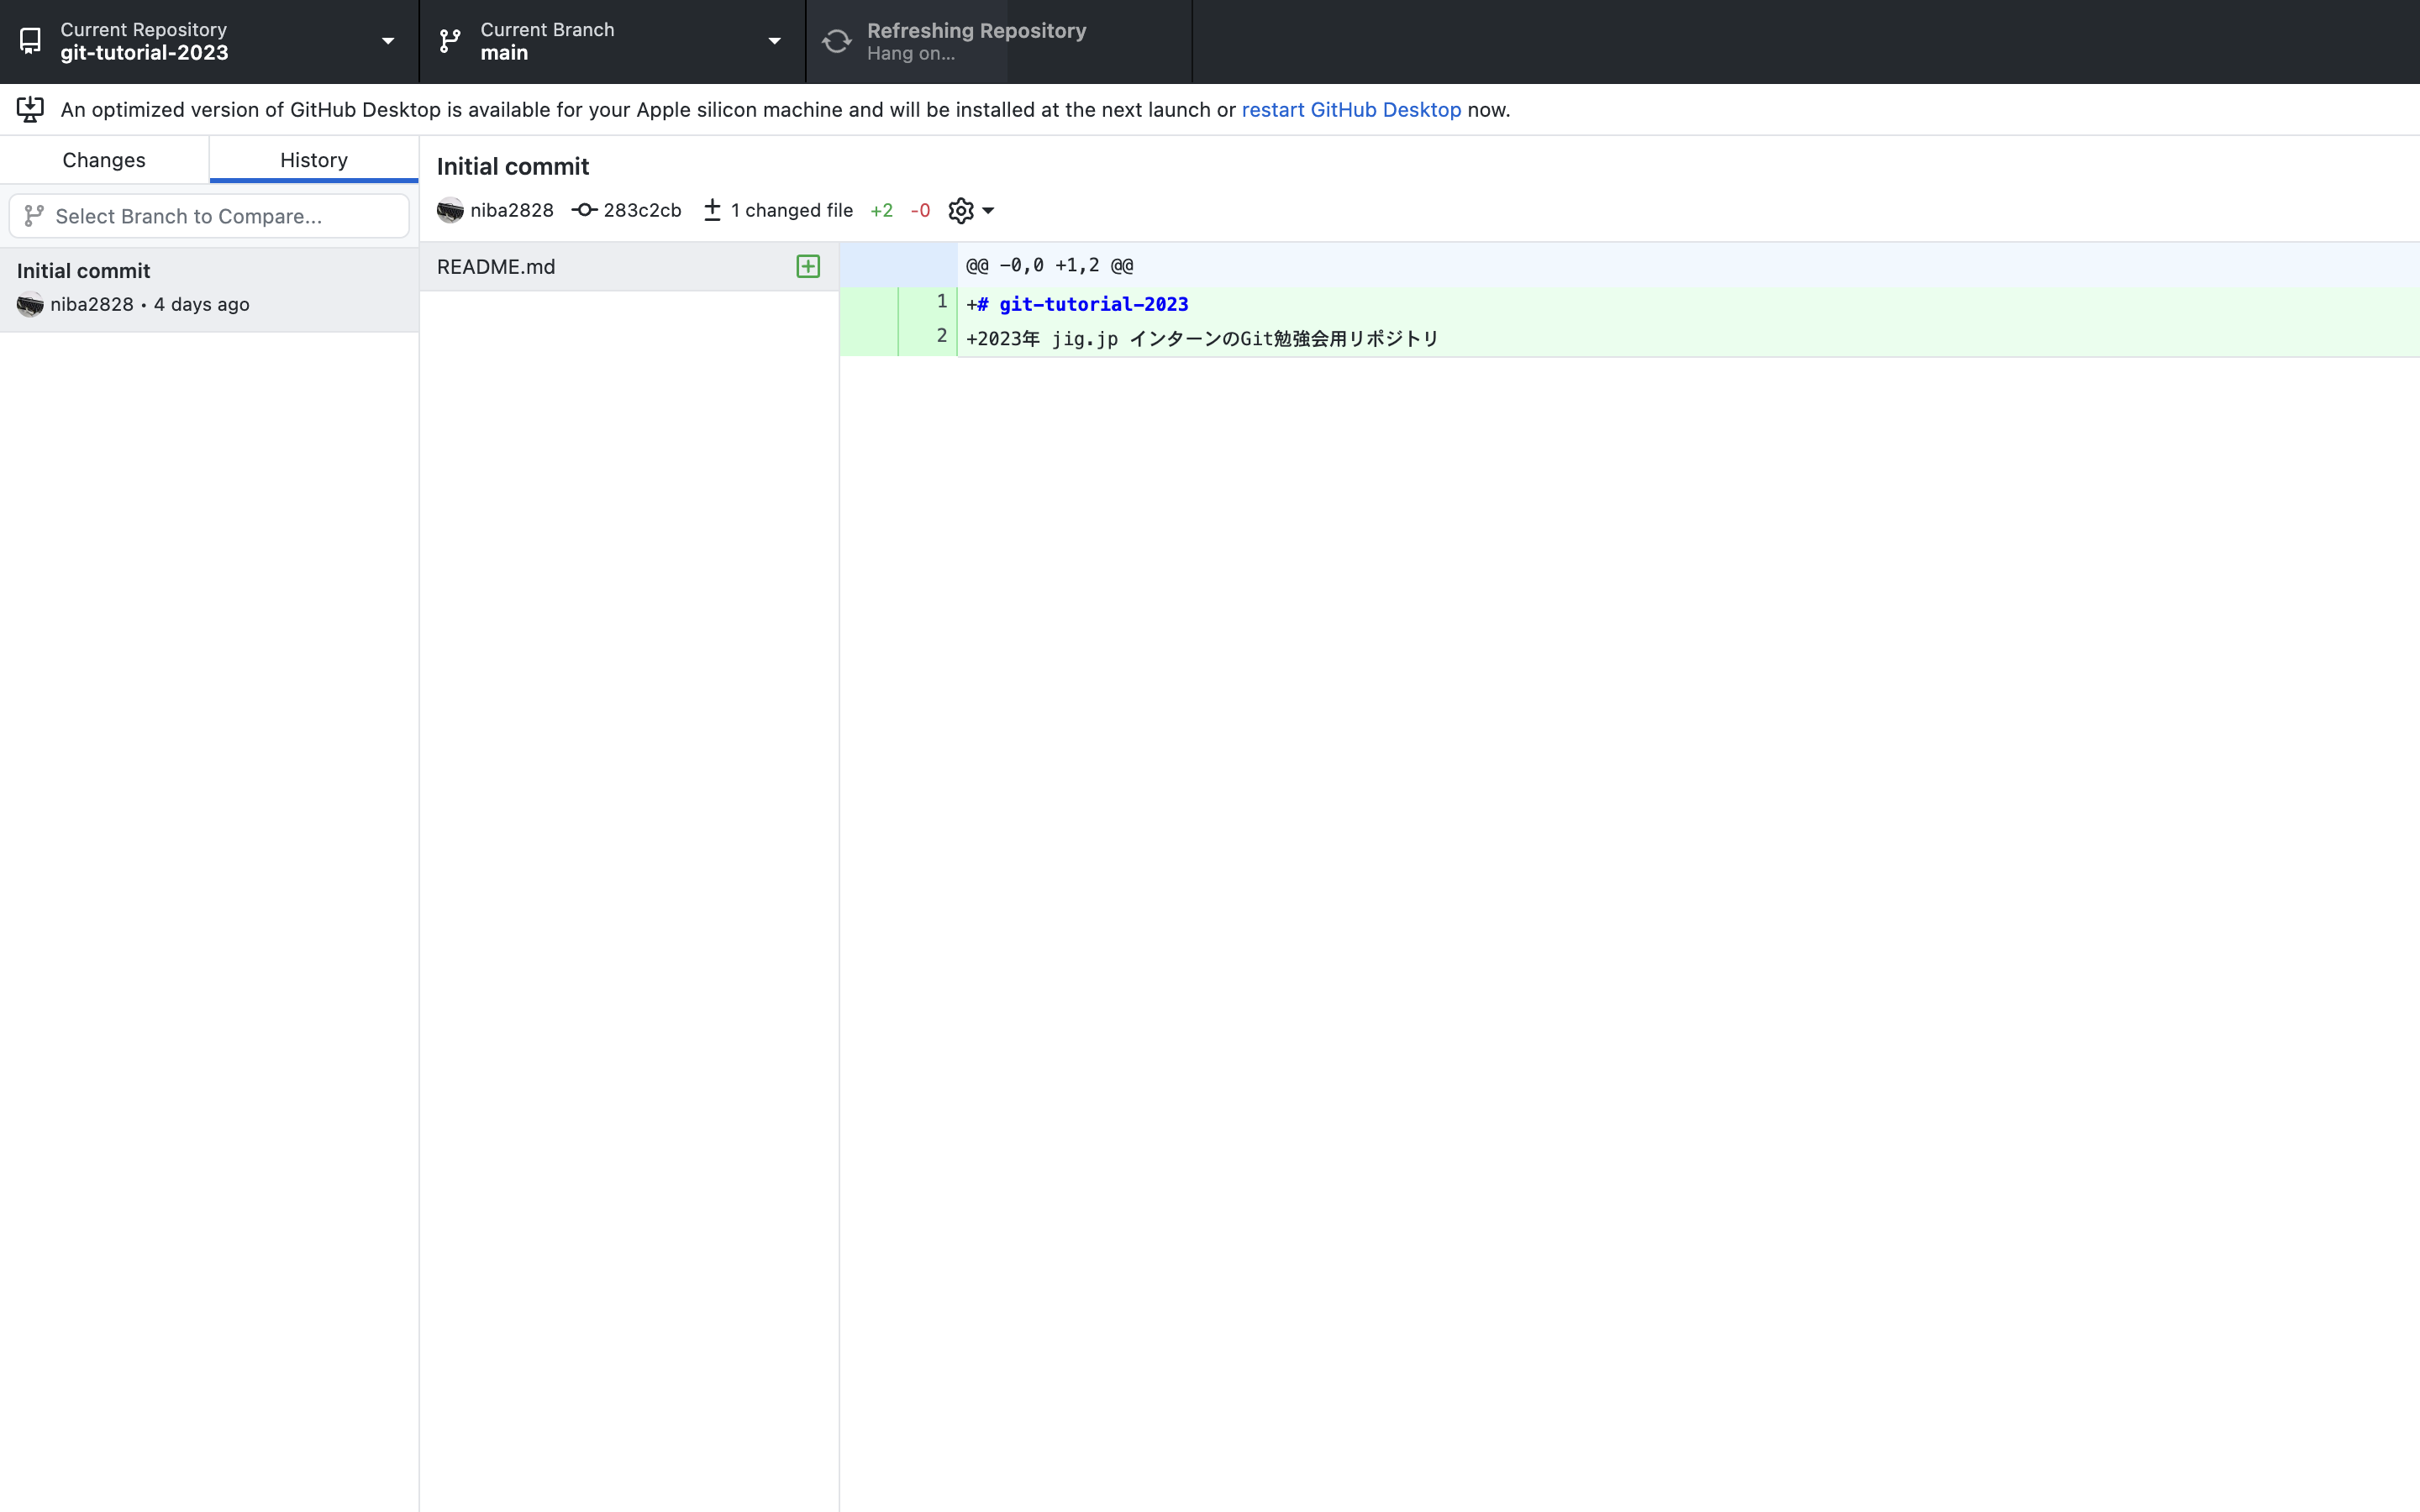 Current Repository
git-tutorial-2023
Current Branch
main
Refreshing Repository
Hang on...
An optimized version of GitHub Desktop is available for your Apple silicon machine and will be installed at the next launch or restart GitHub Desktop now.
Changes
History
Select Branch to Compare...
Initial commit
niba2828 • 4 days ago
Initial commit
niba2828 283c2cb 1 changed file +2 -0
README.md
@@ -0,0 +1,2 @@
1 +# git-tutorial-2023
2 +2023年 jig.jp インターンのGit勉強会用リポジトリ